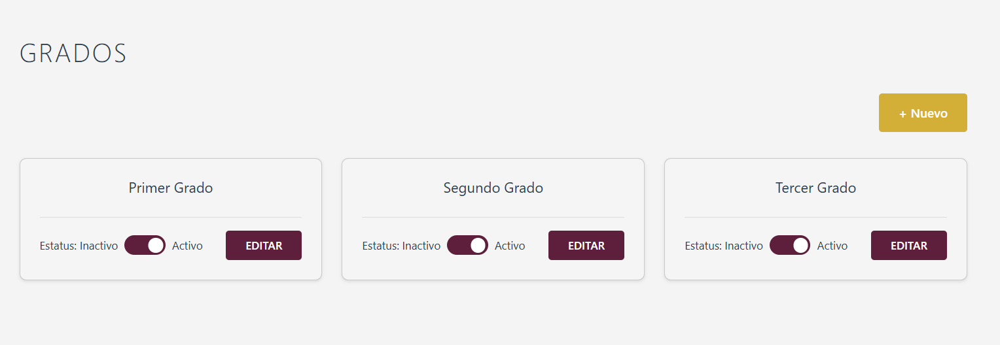 GRADOS
+ Nuevo
Primer Grado
Estatus: Inactivo Activo EDITAR
Segundo Grado
Estatus: Inactivo Activo EDITAR
Tercer Grado
Estatus: Inactivo Activo EDITAR